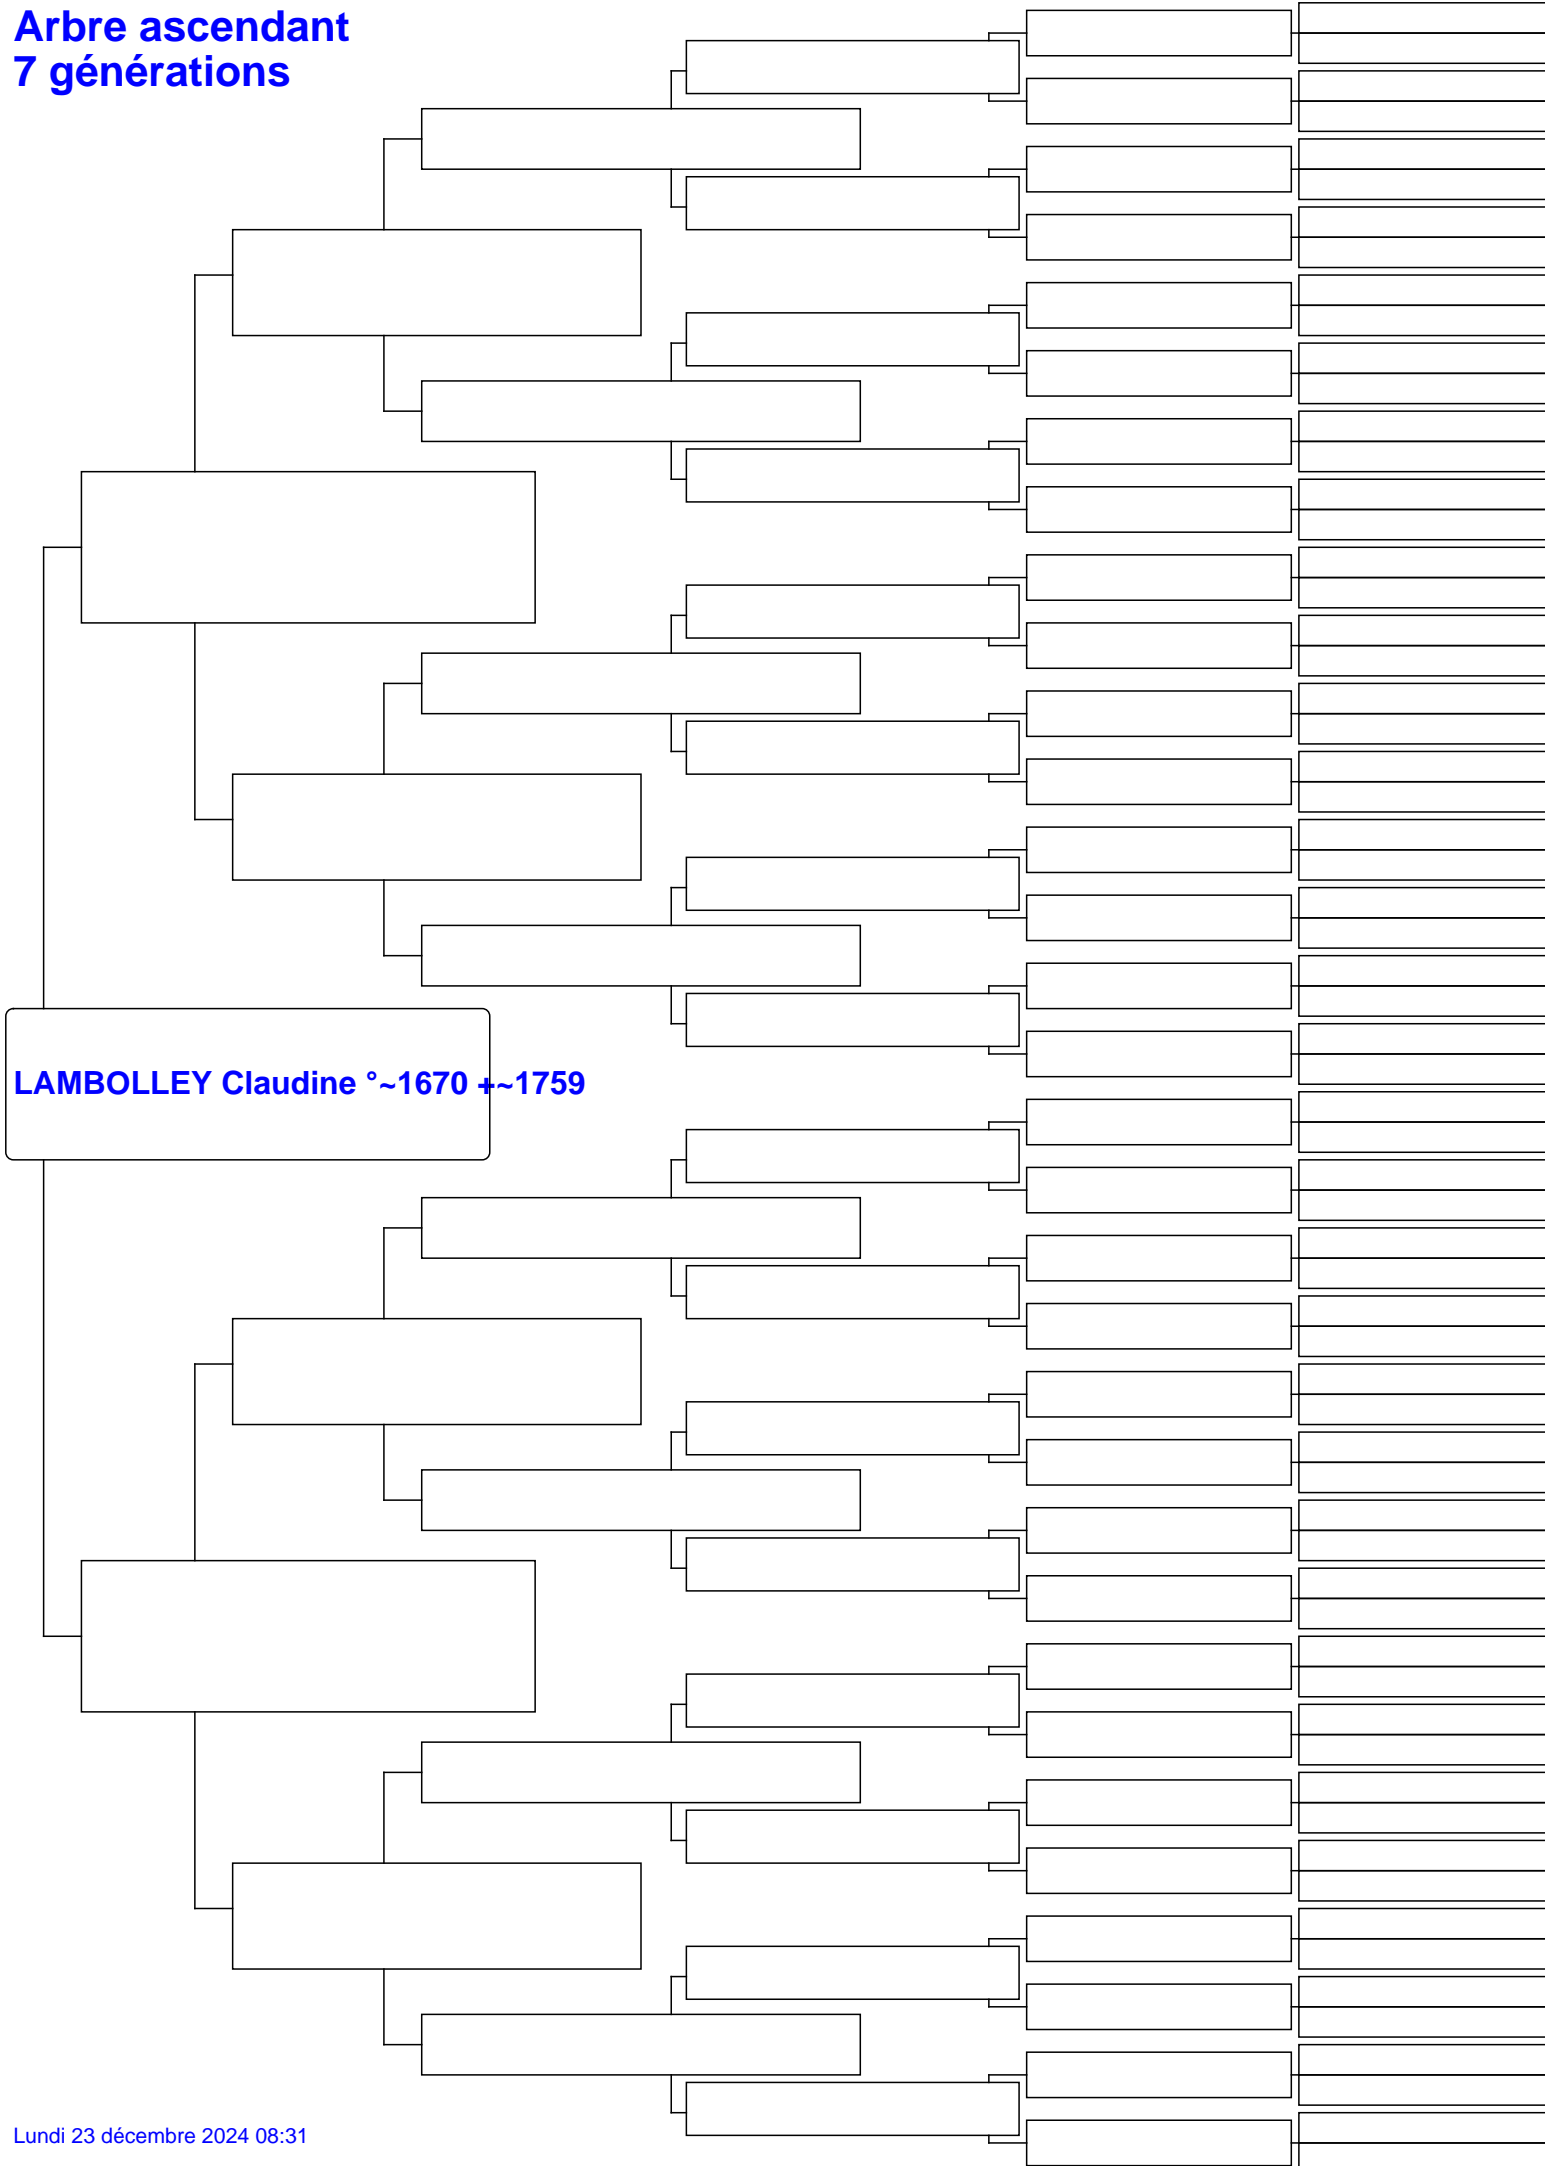 Arbre ascendant
7 générations
LAMBOLLEY Claudine °~1670 +~1759
Lundi 23 décembre 2024 08:31